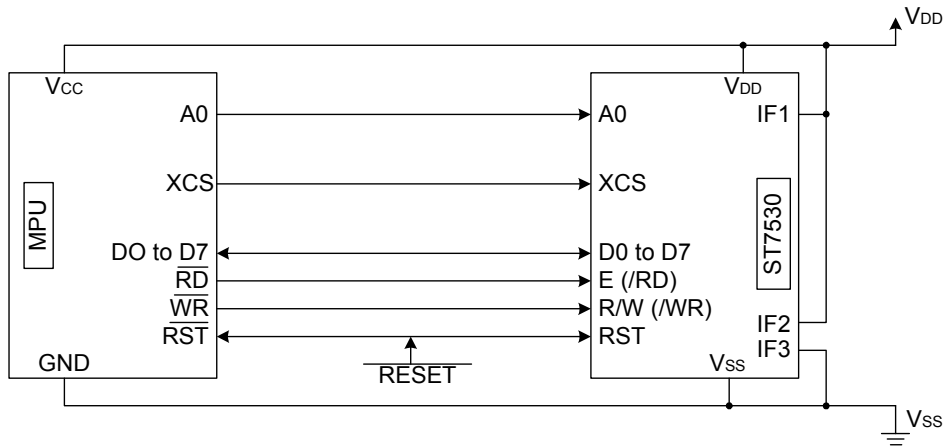 VDD
VCC
VDD
A0
A0
IF1
XCS
XCS
MPU
ST7530
DO to D7
D0 to D7
RD
E (/RD)
WR
R/W (/WR)
IF2
RST
RST
IF3
GND
RESET
VSS
VSS